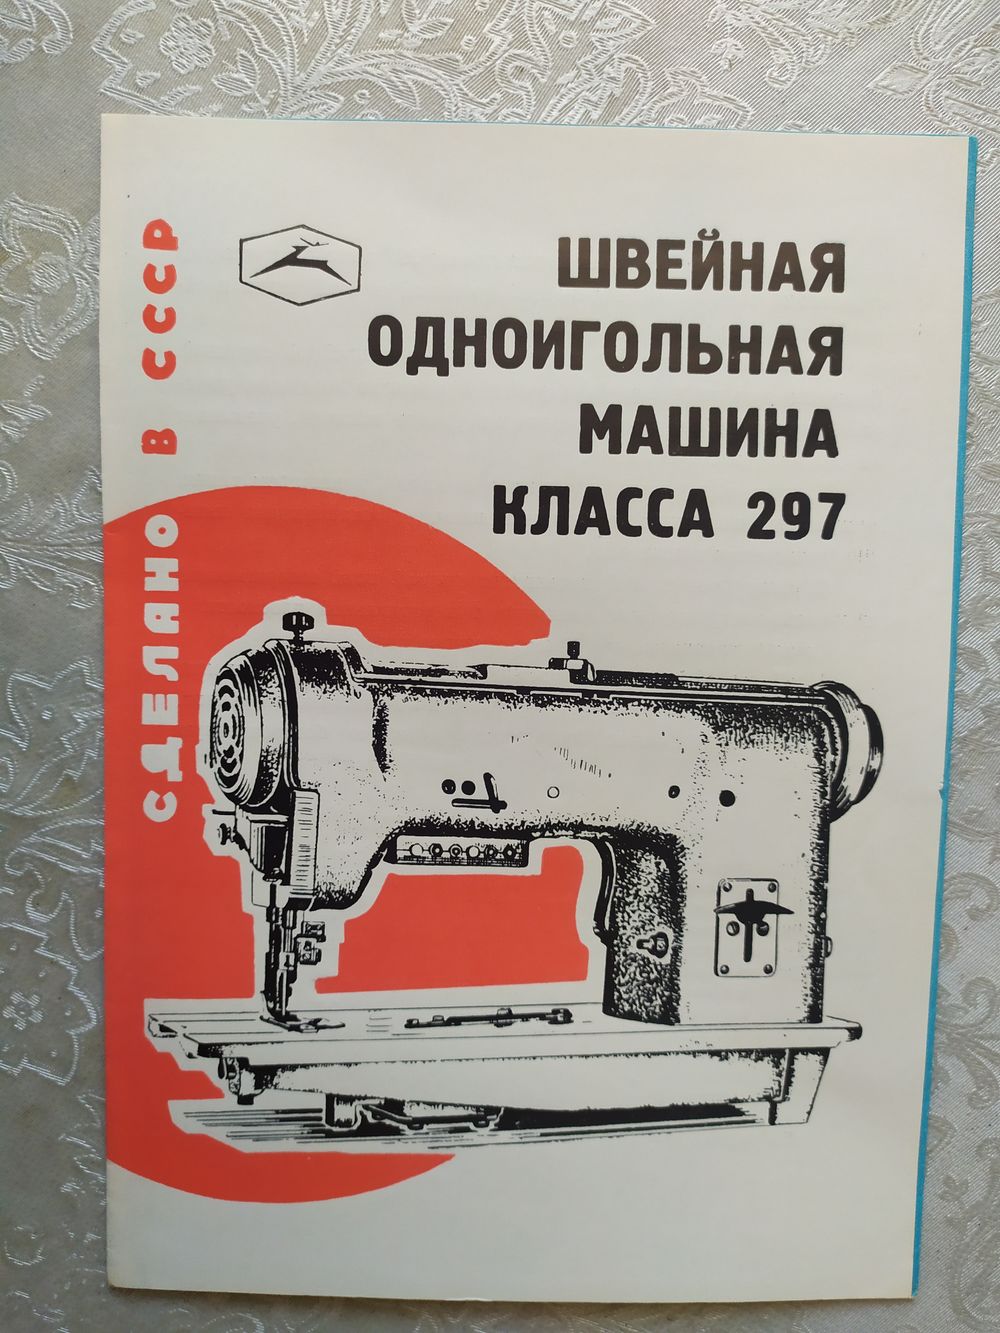 ШВЕЙНАЯ
ОДНОИГОЛЬНАЯ
МАШИНА
КЛАССА 297
СДЕЛАНО В СССР